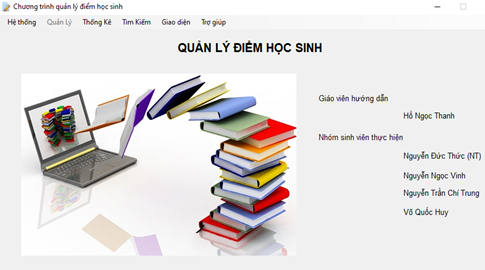 Chương trình quản lý điểm học sinh
Hệ thống Quản Lý Thống Kê Tìm Kiếm Giao diện Trợ giúp
QUẢN LÝ ĐIỂM HỌC SINH
Giáo viên hướng dẫn
Hồ Ngọc Thanh
Nhóm sinh viên thực hiện
Nguyễn Đức Thức (NT)
Nguyễn Ngọc Vinh
Nguyễn Trần Chí Trung
Võ Quốc Huy